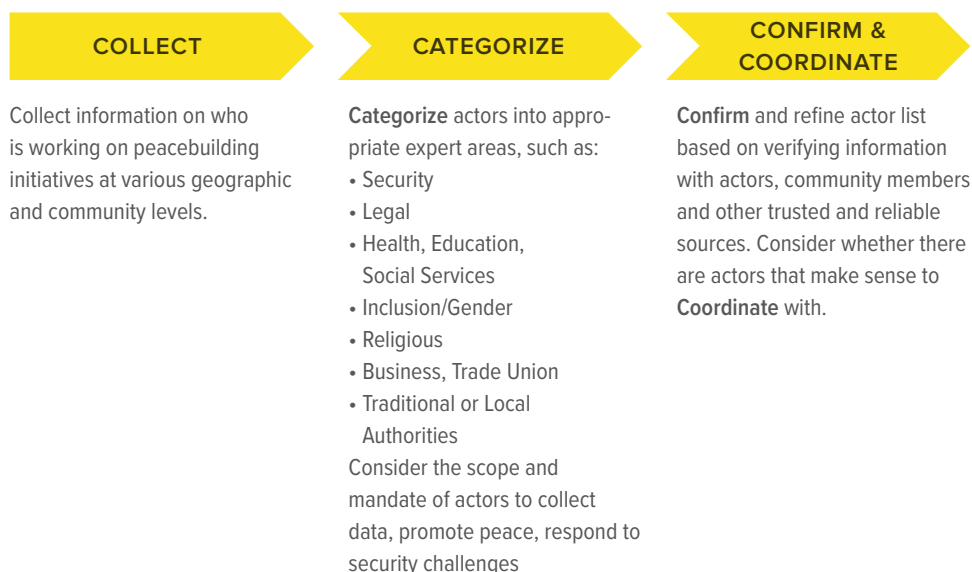 COLLECT
Collect information on who
is working on peacebuilding
initiatives at various geographic
and community levels.
CATEGORIZE
Categorize actors into appro-
priate expert areas, such as:
• Security
• Legal
• Health, Education,
Social Services
• Inclusion/Gender
• Religious
• Business, Trade Union
• Traditional or Local
Authorities
Consider the scope and
mandate of actors to collect
data, promote peace, respond to
security challenges
CONFIRM &
COORDINATE
Confirm and refine actor list
based on verifying information
with actors, community members
and other trusted and reliable
sources. Consider whether there
are actors that make sense to
Coordinate with.